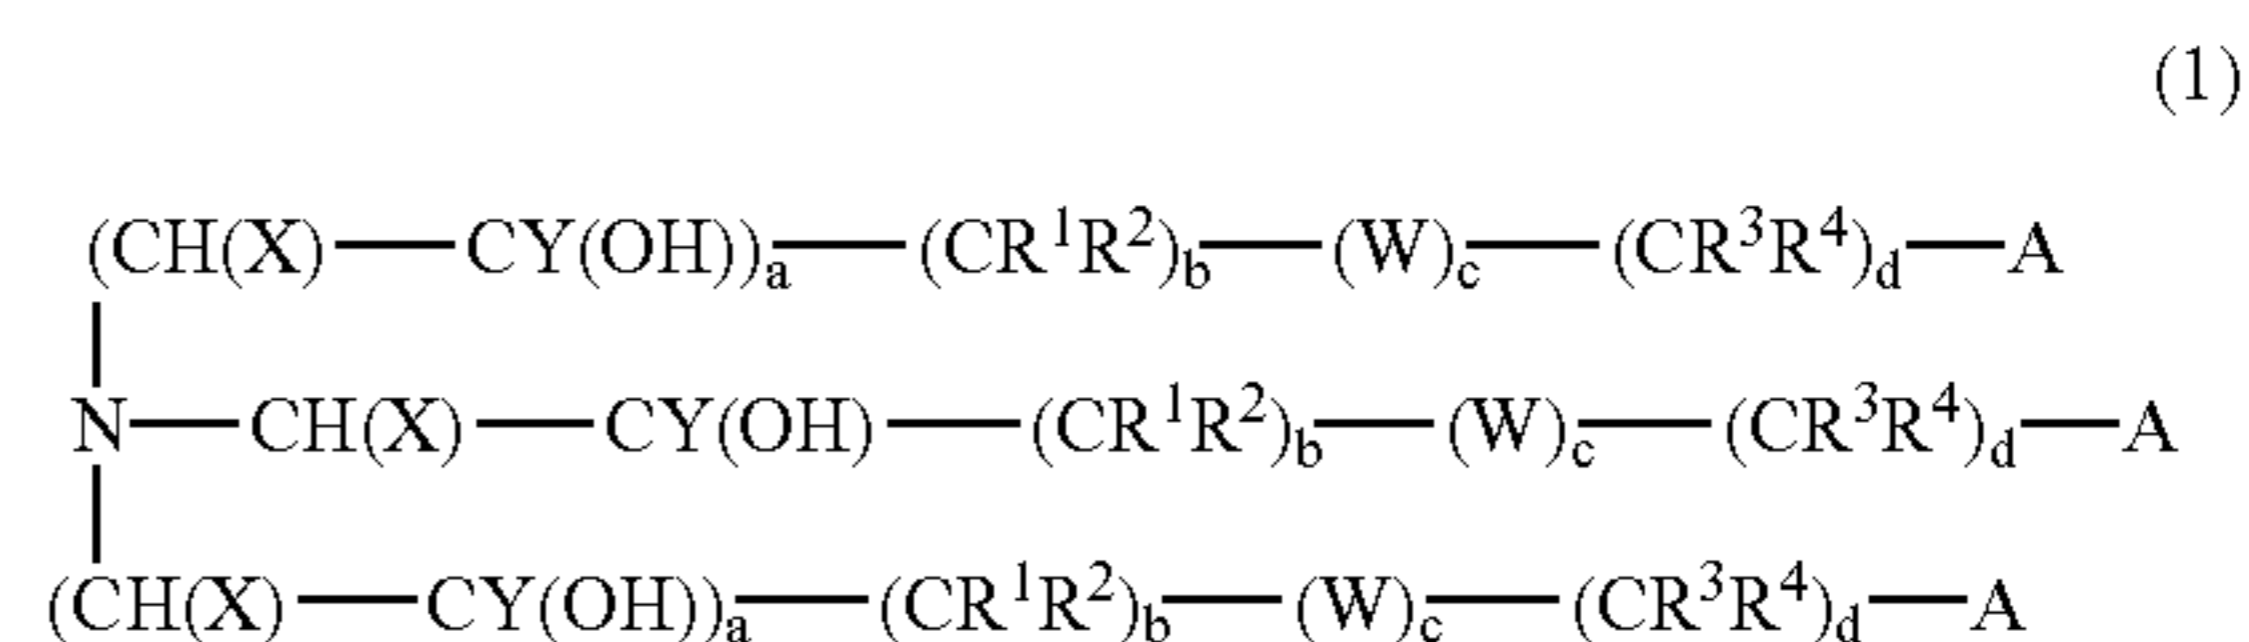 (1)
(CH(X)—CY(OH))a—(CR¹R²)b—(W)c—(CR³R⁴)d—A
N—CH(X)—CY(OH)—(CR¹R²)b—(W)c—(CR³R⁴)d—A
(CH(X)—CY(OH))a—(CR¹R²)b—(W)c—(CR³R⁴)d—A